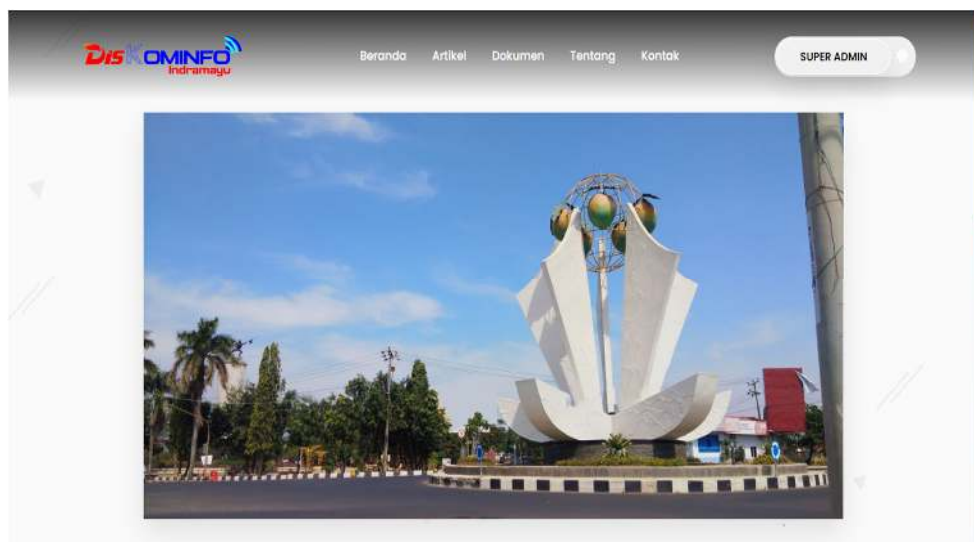 DisKOMINFO
Indramayu
Beranda Artikel Dokumen Tentang Kontak
SUPER ADMIN